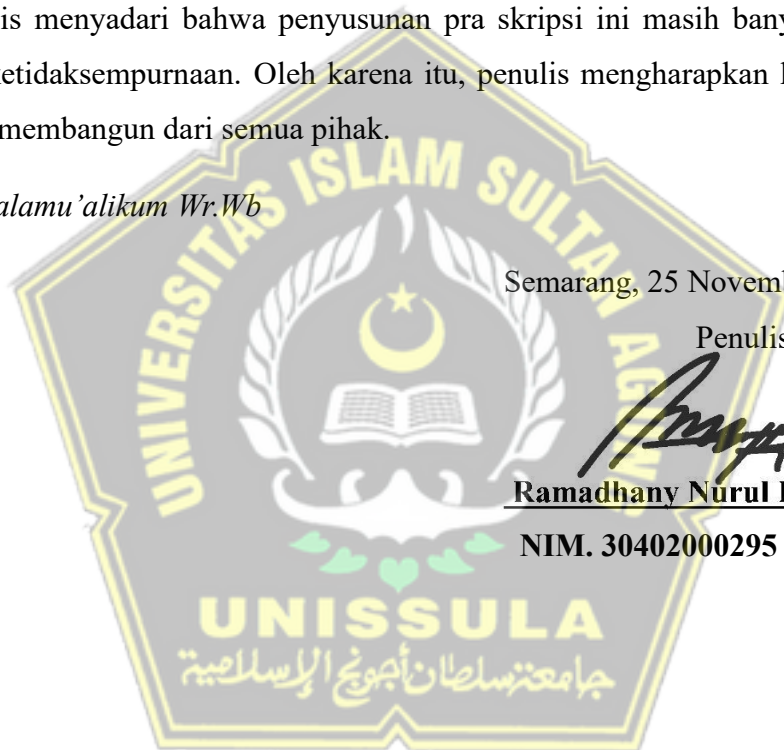 is menyadari bahwa penyusunan pra skripsi ini masih bany
ketidaksempurnaan. Oleh karena itu, penulis mengharapkan
membangun dari semua pihak.
alamu’alikum Wr.Wb
Semarang, 25 Novemb
Penulis
Ramadhany Nurul
NIM. 30402000295
UNIVERSITAS ISLAM SULTAN AGUNG
UNISSULA
جامعة سلطان أجونج الإسلامية